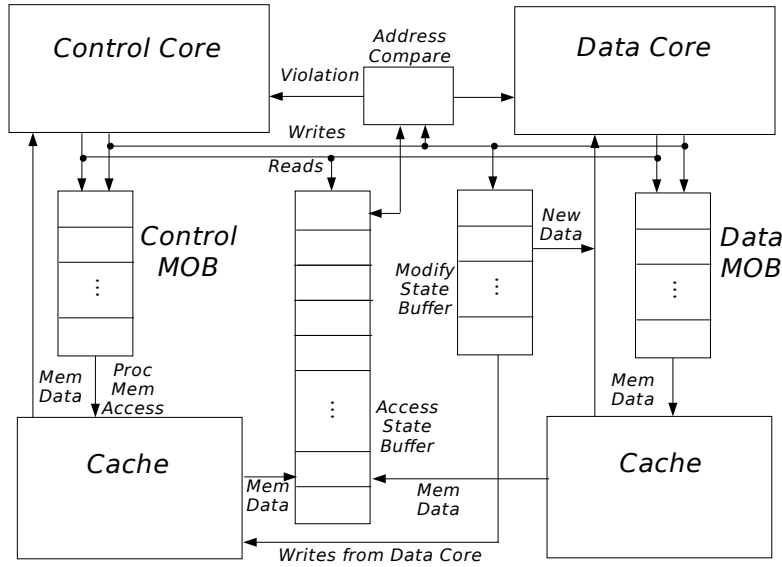 Control Core
Address
Compare
Data Core
Violation
Writes
Reads
Control
MOB
New
Data
Data
MOB
Modify
State
Buffer
⋮
⋮
⋮
Mem
Data
Proc
Mem
Access
Mem
Data
⋮
Access
State
Buffer
Cache
Cache
Mem
Data
Mem
Data
Writes from Data Core